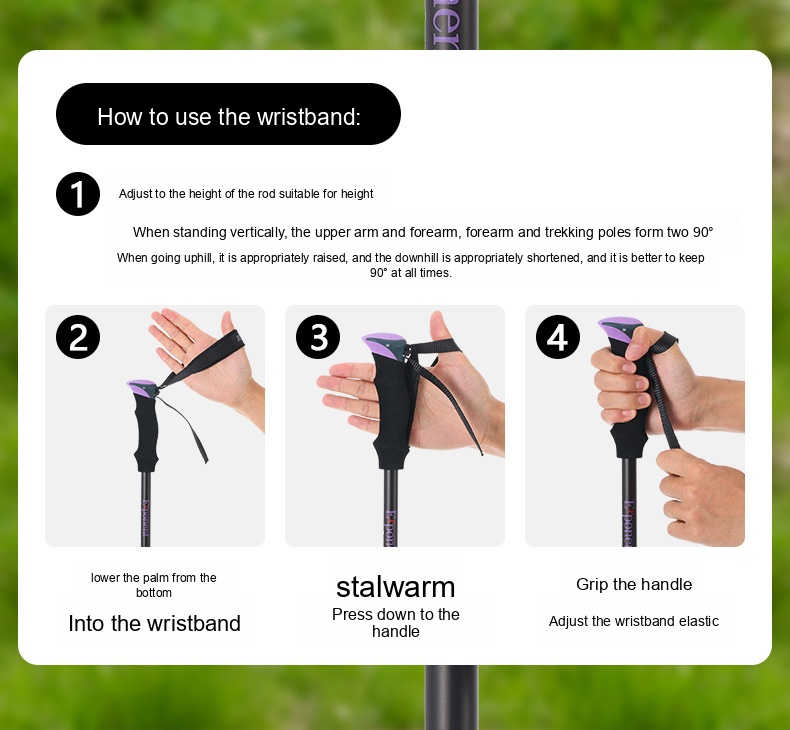 How to use the wristband:
1
Adjust to the height of the rod suitable for height
When standing vertically, the upper arm and forearm, forearm and trekking poles form two 90°
When going uphill, it is appropriately raised, and the downhill is appropriately shortened, and it is better to keep
90° at all times.
2
3
4
Exponent
lower the palm from the
bottom
Into the wristband
stalwarm
Press down to the
handle
Grip the handle
Adjust the wristband elastic